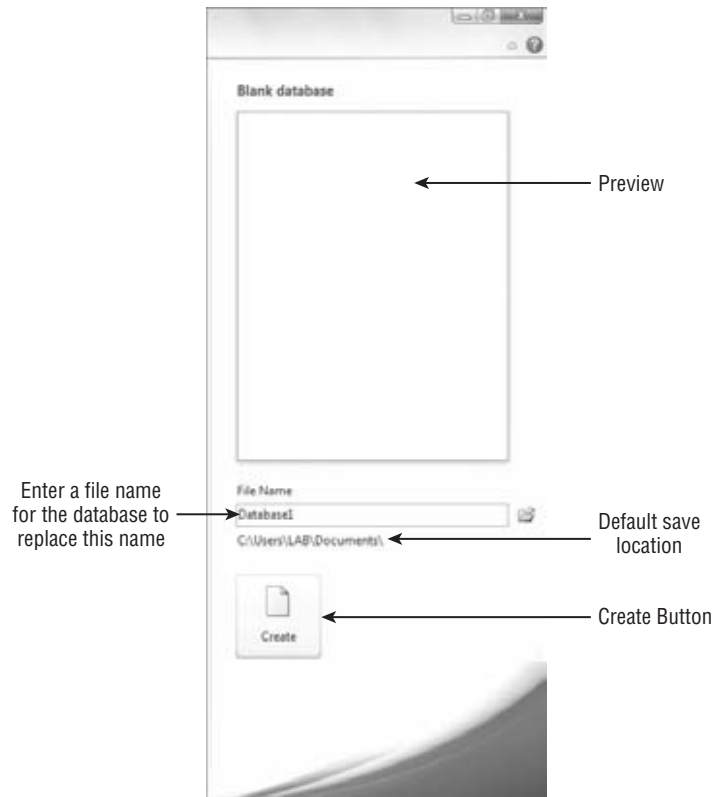 Blank database
Preview
File Name
Enter a file name
for the database to
replace this name
Database1
C:\Users\LAB\Documents\
Default save
location
Create
Create Button